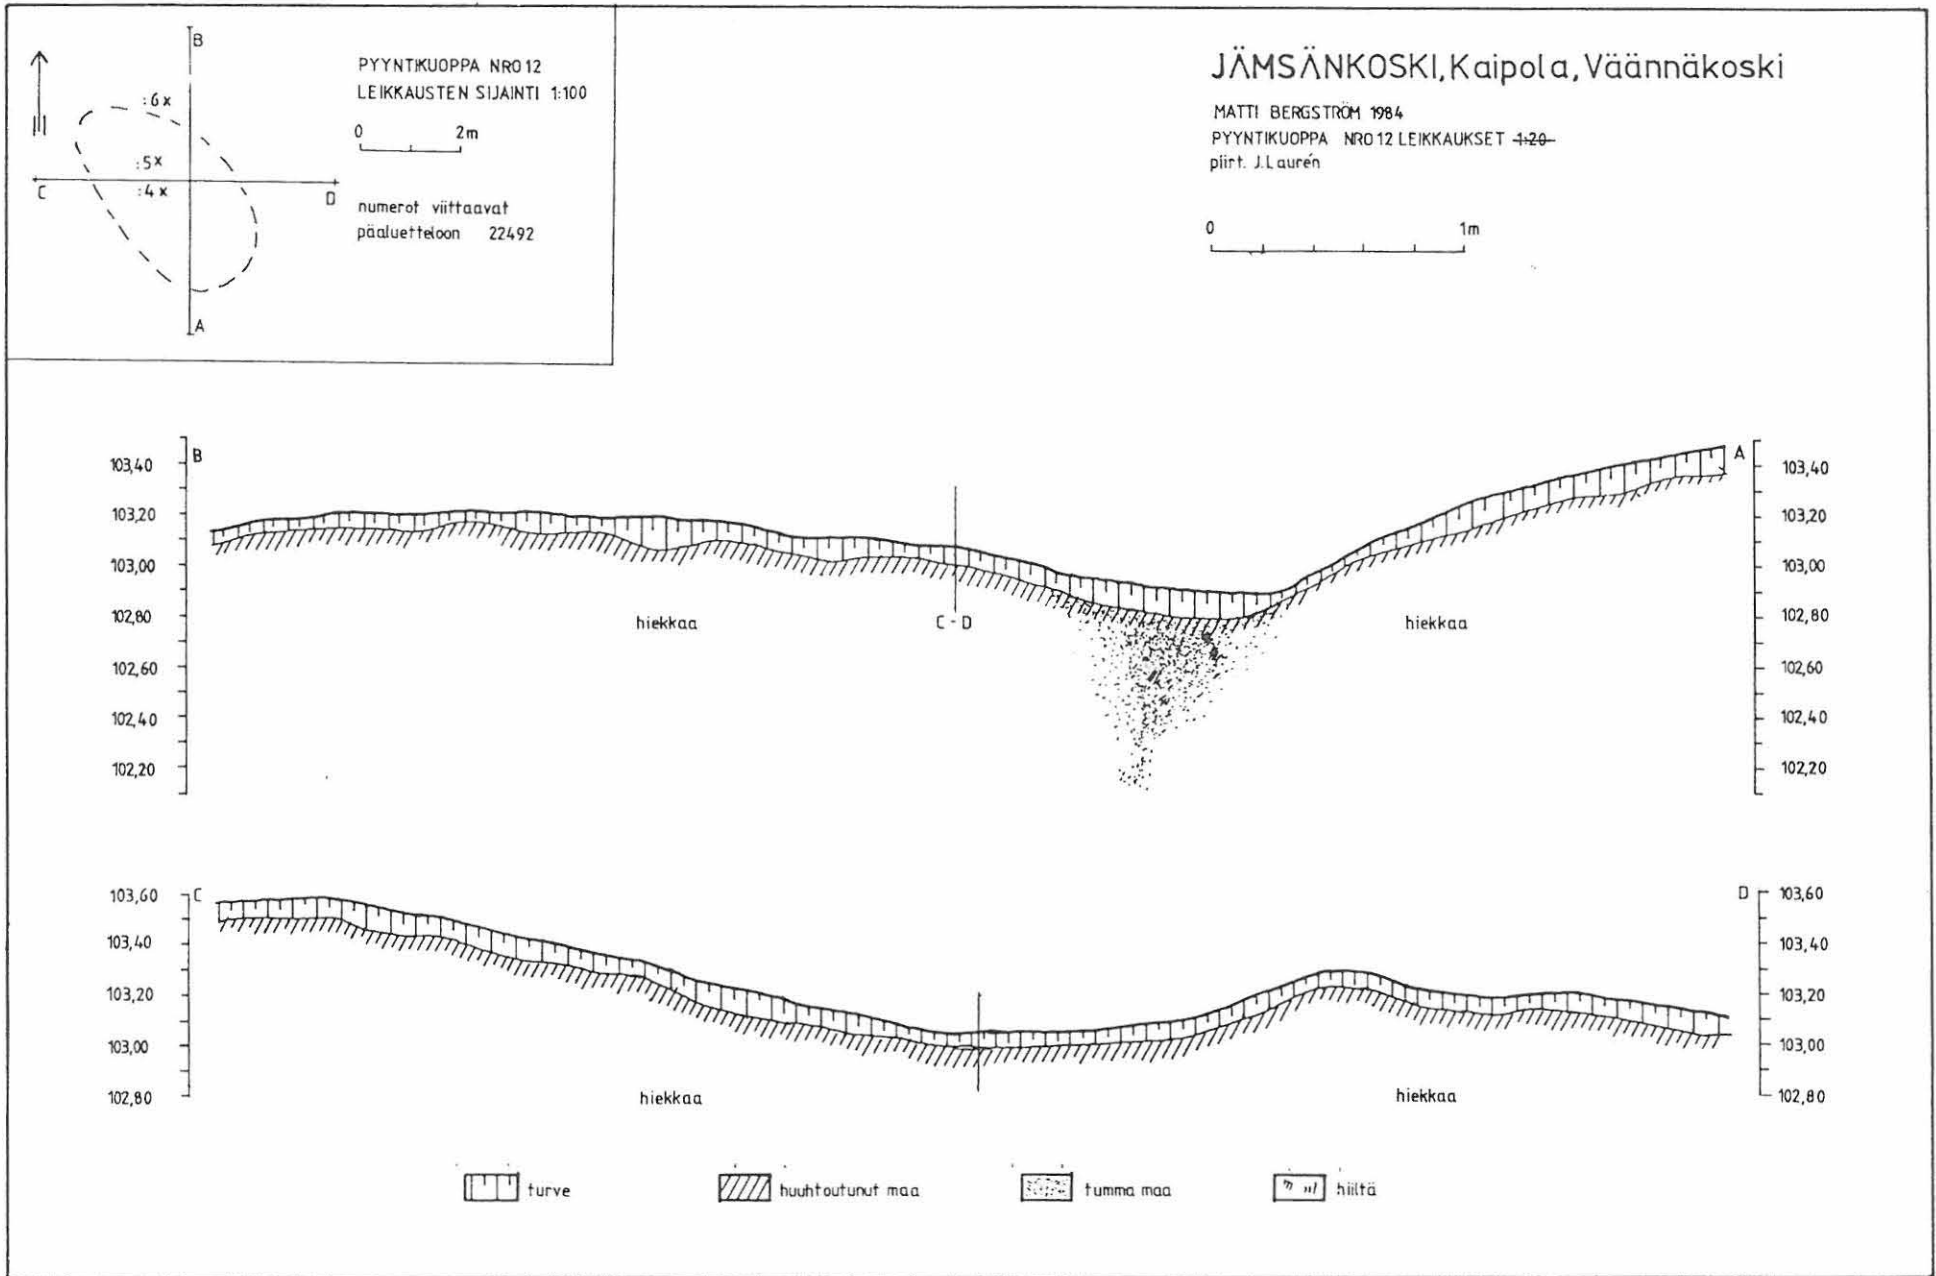 B
:6x
:5x
:4x
C
D
A
PYYNTIKUOPPA NRO 12
LEIKKAUSTEN SIJAINTI 1:100
0 2m
numerot viittaavat
pääluetteloon 22492
JÄMSÄNKOSKI, Kaipola, Väännäkoski
MATTI BERGSTRÖM 1984
PYYNTIKUOPPA NRO 12 LEIKKAUKSET 1:20
piirt. J. Laurén
0 1m
B A
103,40 103,40
103,20 103,20
103,00 103,00
102,80 hiekkaa C-D hiekkaa 102,80
102,60 102,60
102,40 102,40
102,20 102,20
103,60 C D 103,60
103,40 103,40
103,20 103,20
103,00 103,00
102,80 hiekkaa hiekkaa 102,80
turve huuhtoutunut maa tumma maa hiiltä